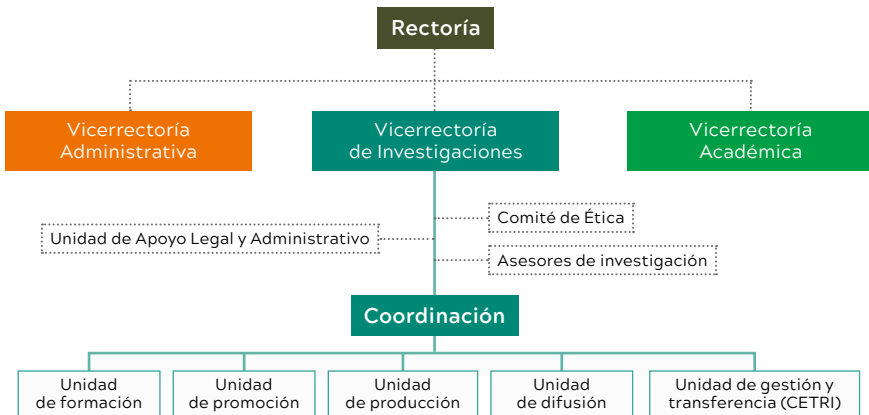 Rectoría
Vicerrectoría
Administrativa
Vicerrectoría
de Investigaciones
Vicerrectoría
Académica
Comité de Ética
Unidad de Apoyo Legal y Administrativo
Asesores de investigación
Coordinación
Unidad
de formación
Unidad
de promoción
Unidad
de producción
Unidad
de difusión
Unidad de gestión y
transferencia (CETRI)